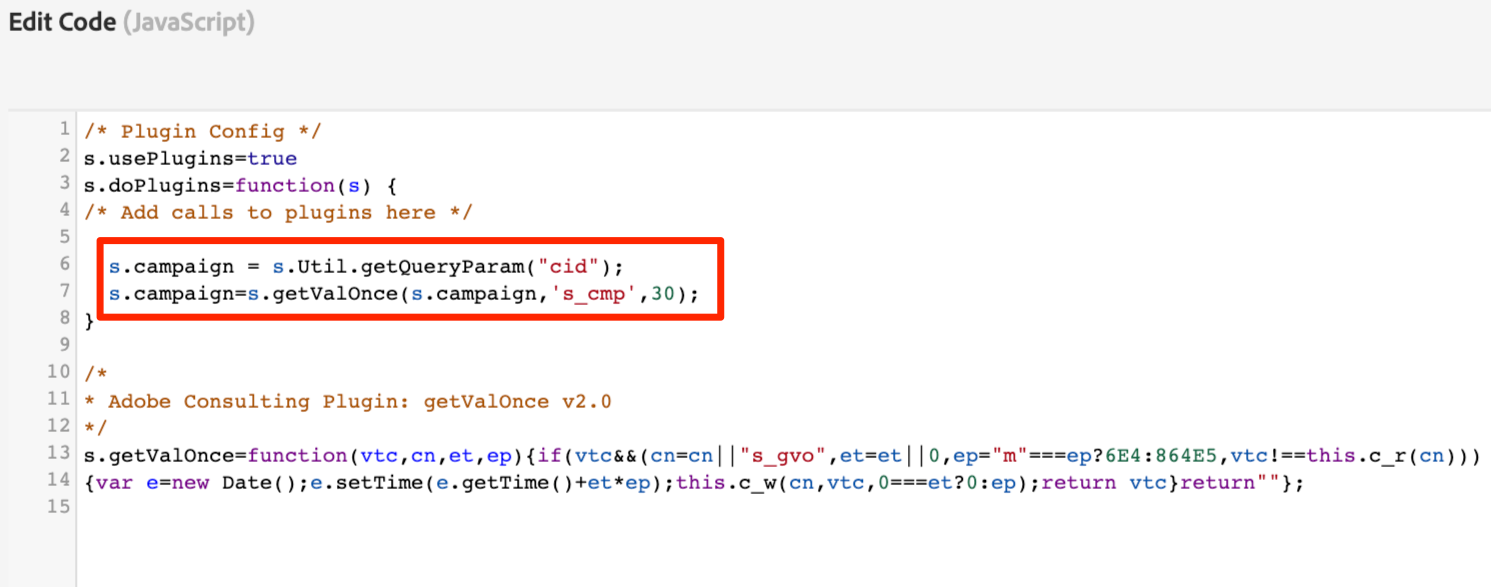 Edit Code (JavaScript)
1 /* Plugin Config */
2 s.usePlugins=true
3 s.doPlugins=function(s) {
4 /* Add calls to plugins here */
5
6 s.campaign = s.Util.getQueryParam("cid");
7 s.campaign=s.getValOnce(s.campaign,'s_cmp',30);
8 }
9
10 /*
11 * Adobe Consulting Plugin: getValOnce v2.0
12 */
13 s.getValOnce=function(vtc,cn,et,ep){if(vtc&&(cn=cn||"s_gvo",et=et||0,ep="m"===ep?6E4:864E5,vtc!==this.c_r(cn)))
14 {var e=new Date();e.setTime(e.getTime()+et*ep);this.c_w(cn,vtc,0===et?0:ep);return vtc}return""};
15